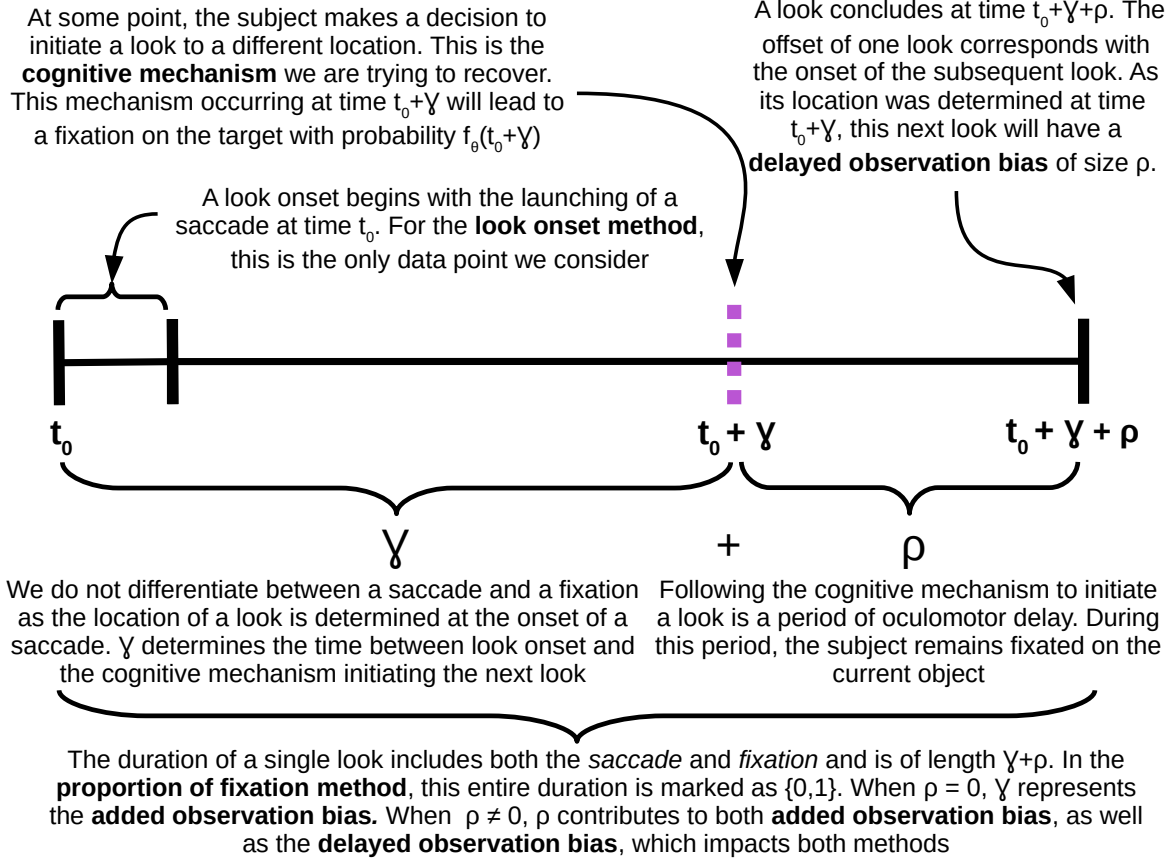 At some point, the subject makes a decision to
initiate a look to a different location. This is the
cognitive mechanism we are trying to recover.
This mechanism occurring at time t₀+ɣ will lead to
a fixation on the target with probability fθ(t₀+ɣ)
A look concludes at time t₀+ɣ+ρ. The
offset of one look corresponds with
the onset of the subsequent look. As
its location was determined at time
t₀+ɣ, this next look will have a
delayed observation bias of size ρ.
A look onset begins with the launching of a
saccade at time t₀. For the look onset method,
this is the only data point we consider
t₀
t₀ + ɣ
t₀ + ɣ + ρ
ɣ + ρ
We do not differentiate between a saccade and a fixation
as the location of a look is determined at the onset of a
saccade. ɣ determines the time between look onset and
the cognitive mechanism initiating the next look
Following the cognitive mechanism to initiate
a look is a period of oculomotor delay. During
this period, the subject remains fixated on the
current object
The duration of a single look includes both the saccade and fixation and is of length ɣ+ρ. In the
proportion of fixation method, this entire duration is marked as {0,1}. When ρ = 0, ɣ represents
the added observation bias. When ρ ≠ 0, ρ contributes to both added observation bias, as well
as the delayed observation bias, which impacts both methods